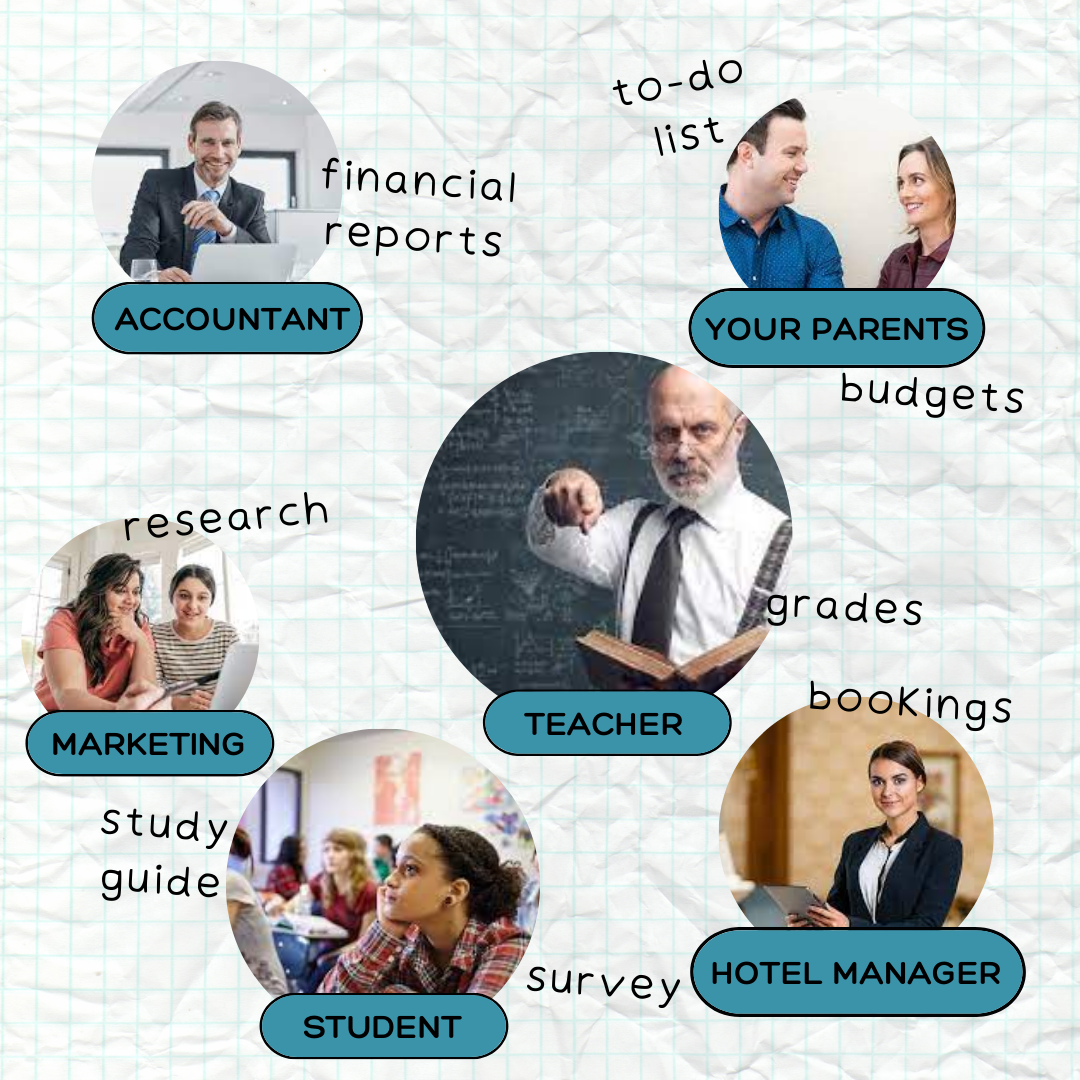 to-do
list
financial
reports
ACCOUNTANT
YOUR PARENTS
budgets
research
grades
bookings
TEACHER
MARKETING
study
guide
survey
HOTEL MANAGER
STUDENT